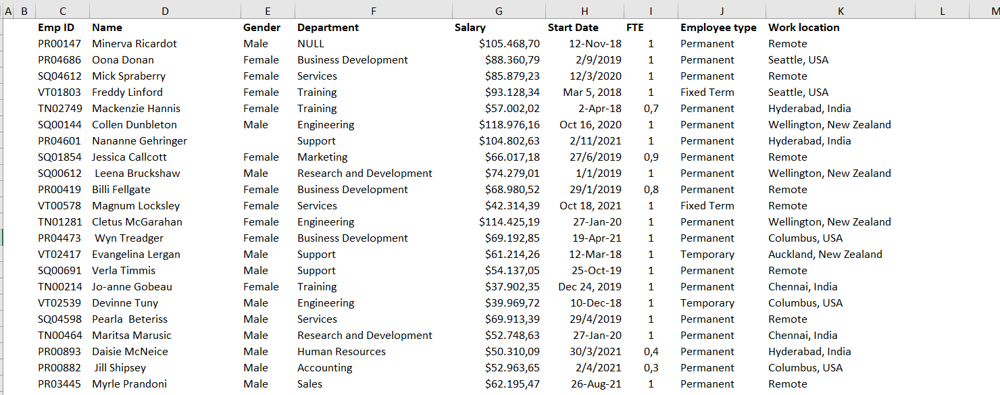 A B C D E F G H I J K L M
Emp ID Name Gender Department Salary Start Date FTE Employee type Work location
PR00147 Minerva Ricardot Male NULL $105.468,70 12-Nov-18 1 Permanent Remote
PR04686 Oona Donan Female Business Development $88.360,79 2/9/2019 1 Permanent Seattle, USA
SQ04612 Mick Spraberry Female Services $85.879,23 12/3/2020 1 Permanent Remote
VT01803 Freddy Linford Female Training $93.128,34 Mar 5, 2018 1 Fixed Term Seattle, USA
TN02749 Mackenzie Hannis Female Training $57.002,02 2-Apr-18 0,7 Permanent Hyderabad, India
SQ00144 Collen Dunbleton Male Engineering $118.976,16 Oct 16, 2020 1 Permanent Wellington, New Zealand
PR04601 Nananne Gehringer Support $104.802,63 2/11/2021 1 Permanent Hyderabad, India
SQ01854 Jessica Callcott Female Marketing $66.017,18 27/6/2019 0,9 Permanent Remote
SQ00612 Leena Bruckshaw Male Research and Development $74.279,01 1/1/2019 1 Permanent Wellington, New Zealand
PR00419 Billi Fellgate Female Business Development $68.980,52 29/1/2019 0,8 Permanent Remote
VT00578 Magnum Locksley Female Services $42.314,39 Oct 18, 2021 1 Fixed Term Remote
TN01281 Cletus McGarahan Female Engineering $114.425,19 27-Jan-20 1 Permanent Wellington, New Zealand
PR04473 Wyn Treadger Female Business Development $69.192,85 19-Apr-21 1 Permanent Columbus, USA
VT02417 Evangelina Lergan Male Support $61.214,26 12-Mar-18 1 Temporary Auckland, New Zealand
SQ00691 Verla Timmis Male Support $54.137,05 25-Oct-19 1 Permanent Remote
TN00214 Jo-anne Gobeau Female Training $37.902,35 Dec 24, 2019 1 Permanent Chennai, India
VT02539 Devinne Tuny Male Engineering $39.969,72 10-Dec-18 1 Temporary Columbus, USA
SQ04598 Pearla  Beteriss Male Services $69.913,39 29/4/2019 1 Permanent Remote
TN00464 Maritsa Marusic Male Research and Development $52.748,63 27-Jan-20 1 Permanent Chennai, India
PR00893 Daisie McNeice Male Human Resources $50.310,09 30/3/2021 0,4 Permanent Hyderabad, India
PR00882 Jill Shipsey Male Accounting $52.963,65 2/4/2021 0,3 Permanent Columbus, USA
PR03445 Myrle Prandoni Male Sales $62.195,47 26-Aug-21 1 Permanent Remote